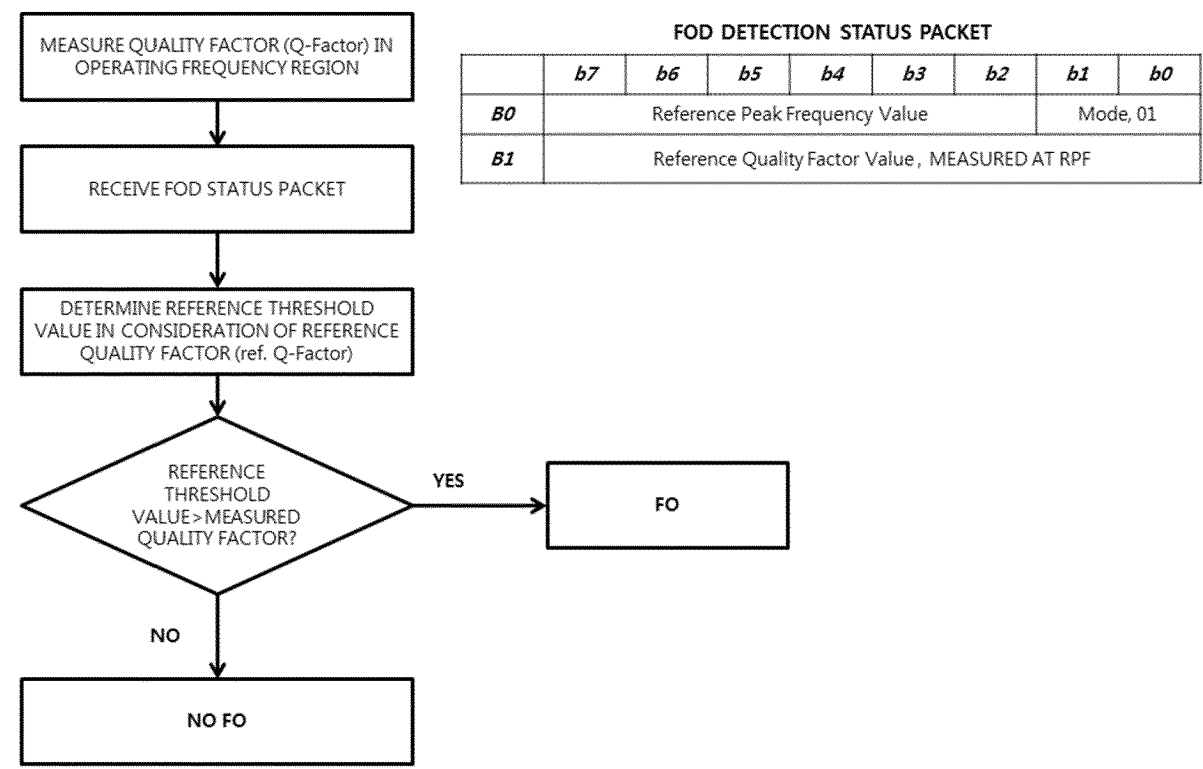 MEASURE QUALITY FACTOR (Q-Factor) IN
OPERATING FREQUENCY REGION
RECEIVE FOD STATUS PACKET
DETERMINE REFERENCE THRESHOLD
VALUE IN CONSIDERATION OF REFERENCE
QUALITY FACTOR (ref. Q-Factor)
REFERENCE
THRESHOLD
VALUE>MEASURED
QUALITY FACTOR?
YES
FO
NO
NO FO
FOD DETECTION STATUS PACKET
b7 b6 b5 b4 b3 b2 b1 b0
B0 Reference Peak Frequency Value Mode, 01
B1 Reference Quality Factor Value , MEASURED AT RPF